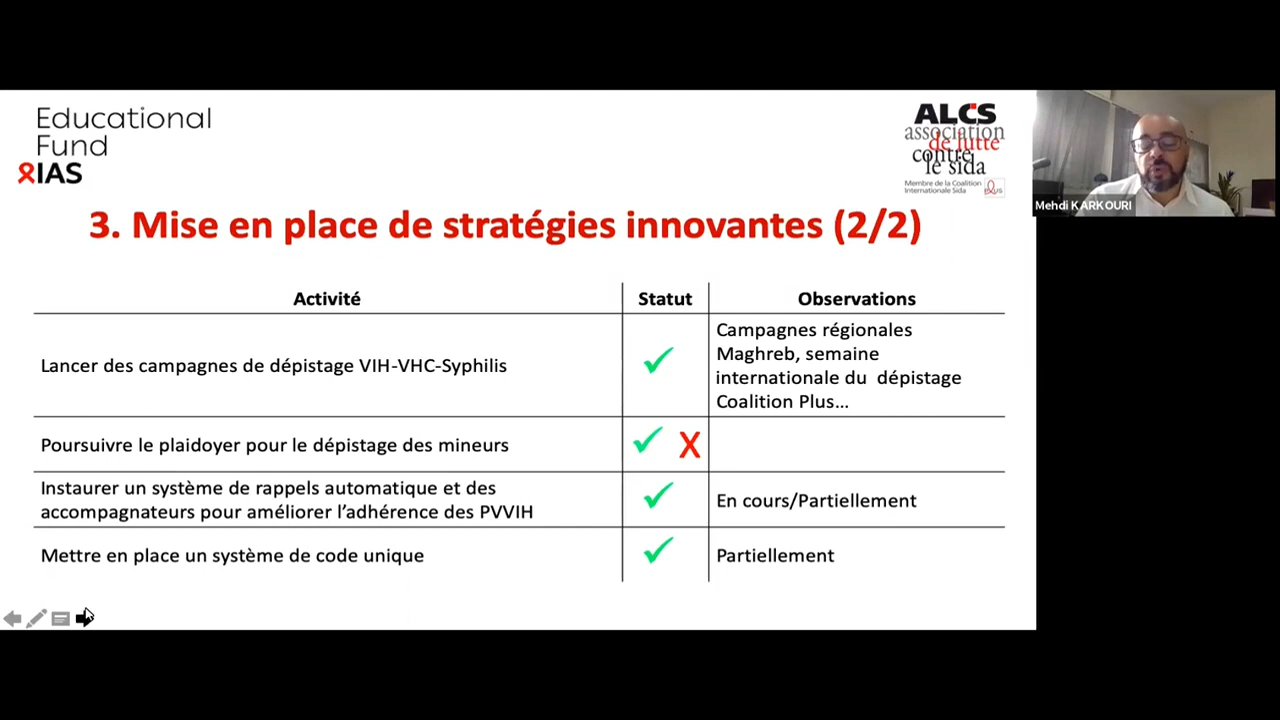 Educational
Fund
IAS
ALCS
association
de lutte
contre
le sida
Membre de la Coalition
Internationale Sida
PLUS
Mehdi KARKOURI
3. Mise en place de stratégies innovantes (2/2)
Activité
Statut
Observations
Lancer des campagnes de dépistage VIH-VHC-Syphilis
Campagnes régionales
Maghreb, semaine
internationale du dépistage
Coalition Plus...
Poursuivre le plaidoyer pour le dépistage des mineurs
X
Instaurer un système de rappels automatique et des
accompagnateurs pour améliorer l'adhérence des PVVIH
En cours/Partiellement
Mettre en place un système de code unique
Partiellement